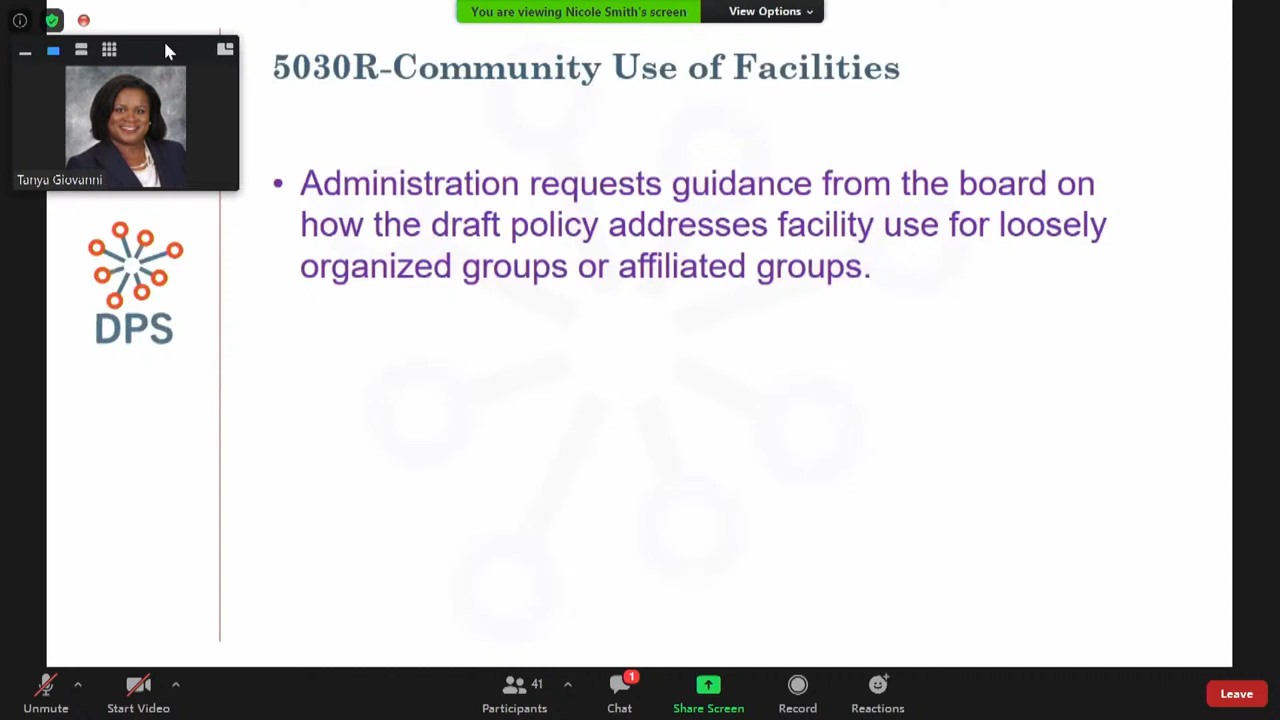 You are viewing Nicole Smith's screen
View Options
5030R-Community Use of Facilities
Tanya Giovanni
• Administration requests guidance from the board on
how the draft policy addresses facility use for loosely
organized groups or affiliated groups.
DPS
Unmute
Start Video
41
Participants
1
Chat
Share Screen
Record
Reactions
Leave